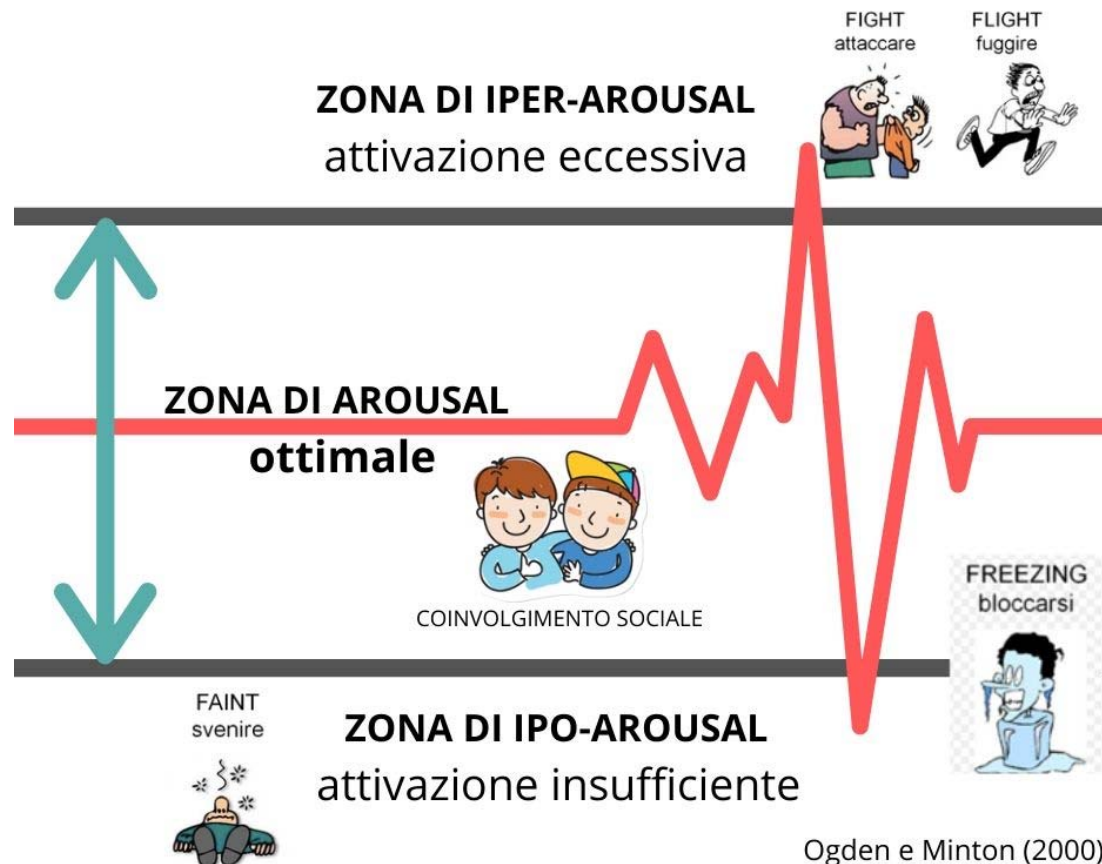 FIGHT
attaccare
FLIGHT
fuggire
ZONA DI IPER-AROUSAL
attivazione eccessiva
ZONA DI AROUSAL
ottimale
COINVOLGIMENTO SOCIALE
FREEZING
bloccarsi
FAINT
svenire
ZONA DI IPO-AROUSAL
attivazione insufficiente
Ogden e Minton (2000)